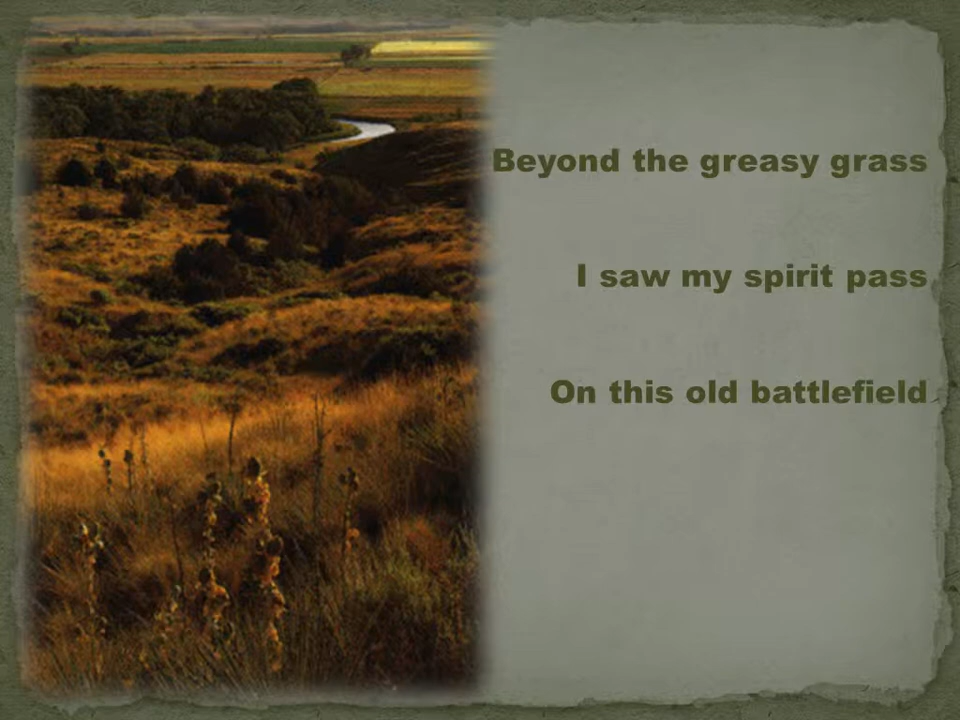 Beyond the greasy grass
I saw my spirit pass
On this old battlefield